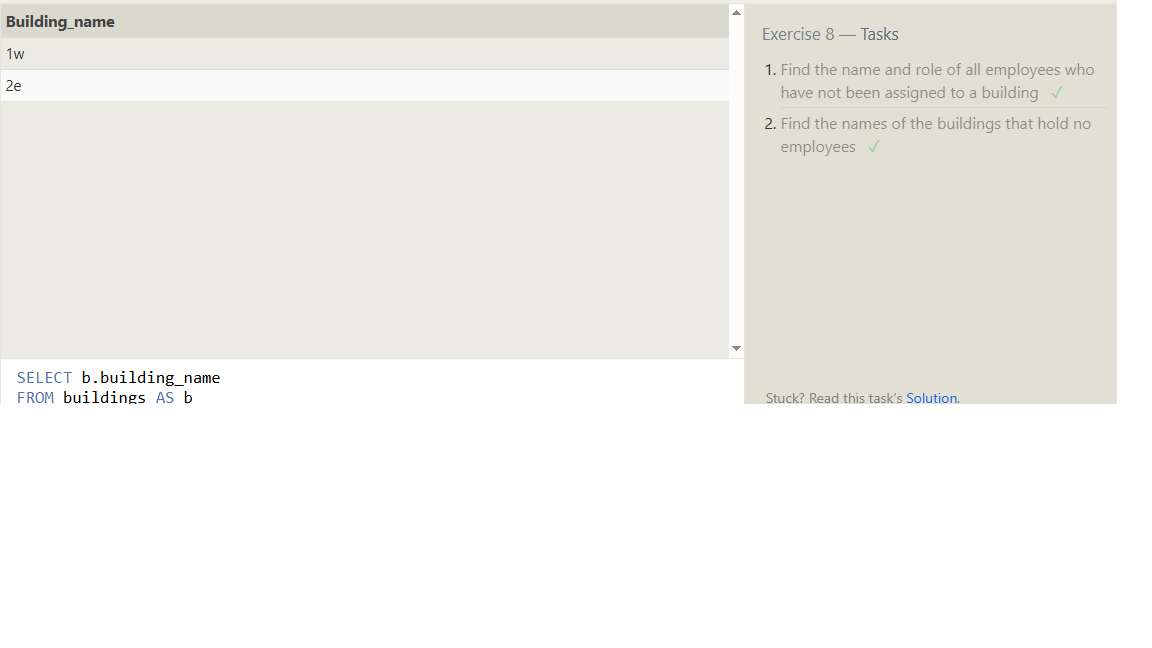 Building_name
1w
2e
SELECT b.building_name
FROM buildings AS b
Exercise 8 — Tasks
1. Find the name and role of all employees who
have not been assigned to a building ✓
2. Find the names of the buildings that hold no
employees ✓
Stuck? Read this task's Solution.